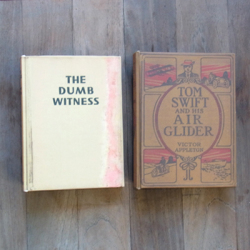 THE
DUMB
WITNESS
TOM
SWIFT
AND HIS
AIR
GLIDER
VICTOR
APPLETON